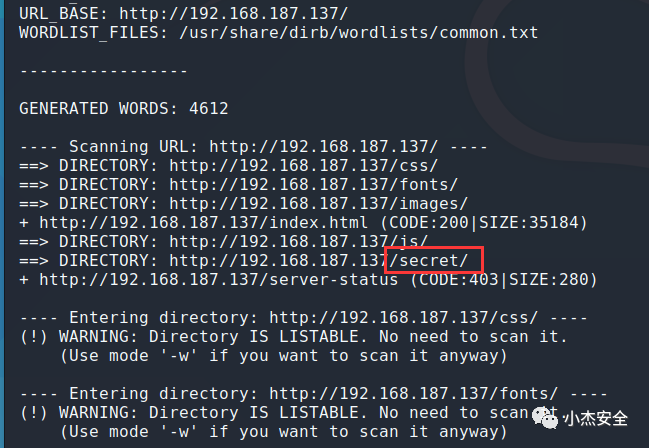 URL_BASE: http://192.168.187.137/
WORDLIST_FILES: /usr/share/dirb/wordlists/common.txt
-----------------
GENERATED WORDS: 4612
---- Scanning URL: http://192.168.187.137/ ----
==> DIRECTORY: http://192.168.187.137/css/
==> DIRECTORY: http://192.168.187.137/fonts/
==> DIRECTORY: http://192.168.187.137/images/
+ http://192.168.187.137/index.html (CODE:200|SIZE:35184)
==> DIRECTORY: http://192.168.187.137/js/
==> DIRECTORY: http://192.168.187.137/secret/
+ http://192.168.187.137/server-status (CODE:403|SIZE:280)
---- Entering directory: http://192.168.187.137/css/ ----
(!) WARNING: Directory IS LISTABLE. No need to scan it.
(Use mode '-w' if you want to scan it anyway)
---- Entering directory: http://192.168.187.137/fonts/ ----
(!) WARNING: Directory IS LISTABLE. No need to scan it.
(Use mode '-w' if you want to scan it anyway)
小杰安全